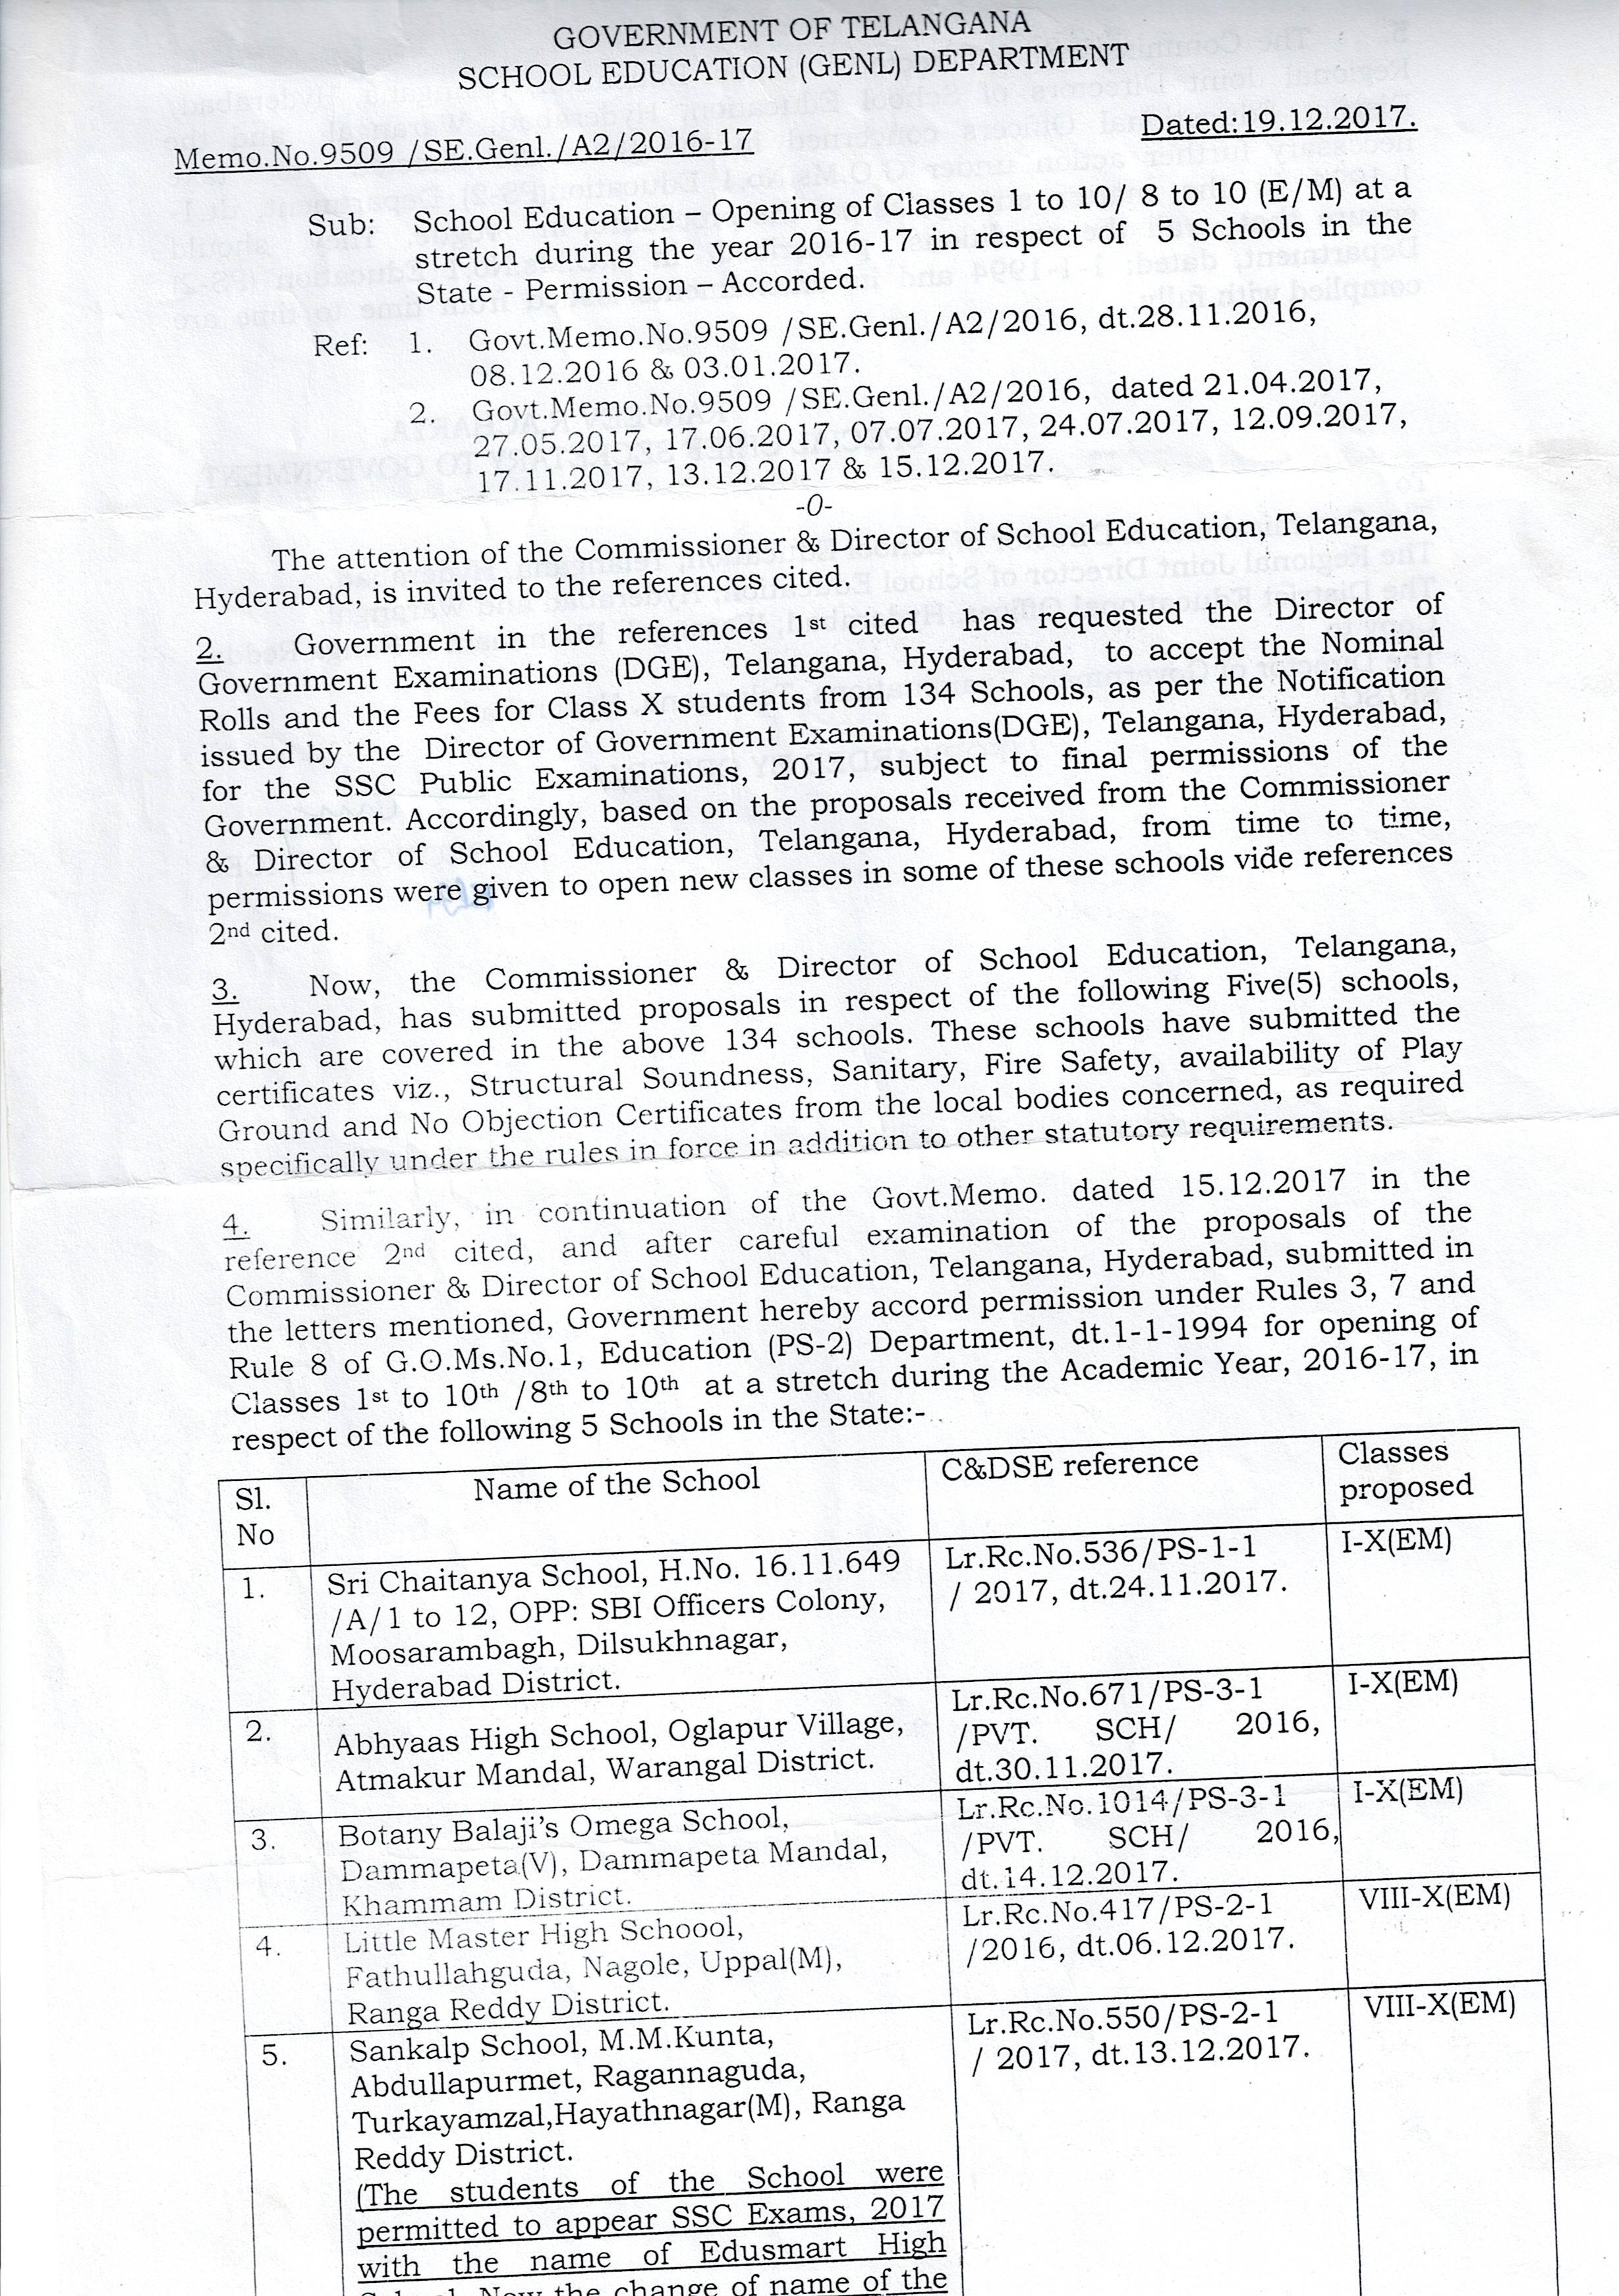 GOVERNMENT OF TELANGANA
SCHOOL EDUCATION (GENL) DEPARTMENT
Memo.No.9509 /SE.Genl./A2/2016-17
Dated:19.12.2017.
Sub: School Education – Opening of Classes 1 to 10/ 8 to 10 (E/M) at a
stretch during the year 2016-17 in respect of 5 Schools in the
State - Permission – Accorded.
Ref: 1. Govt.Memo.No.9509 /SE.Genl./A2/2016, dt.28.11.2016,
08.12.2016 & 03.01.2017.
2. Govt.Memo.No.9509 /SE.Genl./A2/2016, dated 21.04.2017,
27.05.2017, 17.06.2017, 07.07.2017, 24.07.2017, 12.09.2017,
17.11.2017, 13.12.2017 & 15.12.2017.
-0-
The attention of the Commissioner & Director of School Education, Telangana,
Hyderabad, is invited to the references cited.
2. Government in the references 1st cited has requested the Director of
Government Examinations (DGE), Telangana, Hyderabad, to accept the Nominal
Rolls and the Fees for Class X students from 134 Schools, as per the Notification
issued by the Director of Government Examinations(DGE), Telangana, Hyderabad,
for the SSC Public Examinations, 2017, subject to final permissions of the
Government. Accordingly, based on the proposals received from the Commissioner
& Director of School Education, Telangana, Hyderabad, from time to time,
permissions were given to open new classes in some of these schools vide references
2nd cited.
3. Now, the Commissioner & Director of School Education, Telangana,
Hyderabad, has submitted proposals in respect of the following Five(5) schools,
which are covered in the above 134 schools. These schools have submitted the
certificates viz., Structural Soundness, Sanitary, Fire Safety, availability of Play
Ground and No Objection Certificates from the local bodies concerned, as required
specifically under the rules in force in addition to other statutory requirements.
4. Similarly, in continuation of the Govt.Memo. dated 15.12.2017 in the
reference 2nd cited, and after careful examination of the proposals of the
Commissioner & Director of School Education, Telangana, Hyderabad, submitted in
the letters mentioned, Government hereby accord permission under Rules 3, 7 and
Rule 8 of G.O.Ms.No.1, Education (PS-2) Department, dt.1-1-1994 for opening of
Classes 1st to 10th /8th to 10th at a stretch during the Academic Year, 2016-17, in
respect of the following 5 Schools in the State:-
Sl.
No
Name of the School
C&DSE reference
Classes
proposed
1.
Sri Chaitanya School, H.No. 16.11.649
/A/1 to 12, OPP: SBI Officers Colony,
Moosarambagh, Dilsukhnagar,
Hyderabad District.
Lr.Rc.No.536/PS-1-1
/ 2017, dt.24.11.2017.
I-X(EM)
2.
Abhyaas High School, Oglapur Village,
Atmakur Mandal, Warangal District.
Lr.Rc.No.671/PS-3-1
/PVT. SCH/ 2016,
dt.30.11.2017.
I-X(EM)
3.
Botany Balaji's Omega School,
Dammapeta(V), Dammapeta Mandal,
Khammam District.
Lr.Rc.No.1014/PS-3-1
/PVT. SCH/ 2016,
dt.14.12.2017.
I-X(EM)
4.
Little Master High Schoool,
Fathullahguda, Nagole, Uppal(M),
Ranga Reddy District.
Lr.Rc.No.417/PS-2-1
/2016, dt.06.12.2017.
VIII-X(EM)
5.
Sankalp School, M.M.Kunta,
Abdullapurmet, Ragannaguda,
Turkayamzal,Hayathnagar(M), Ranga
Reddy District.
(The students of the School were
permitted to appear SSC Exams, 2017
with the name of Edusmart High
Now the change of name of the
Lr.Rc.No.550/PS-2-1
/ 2017, dt.13.12.2017.
VIII-X(EM)